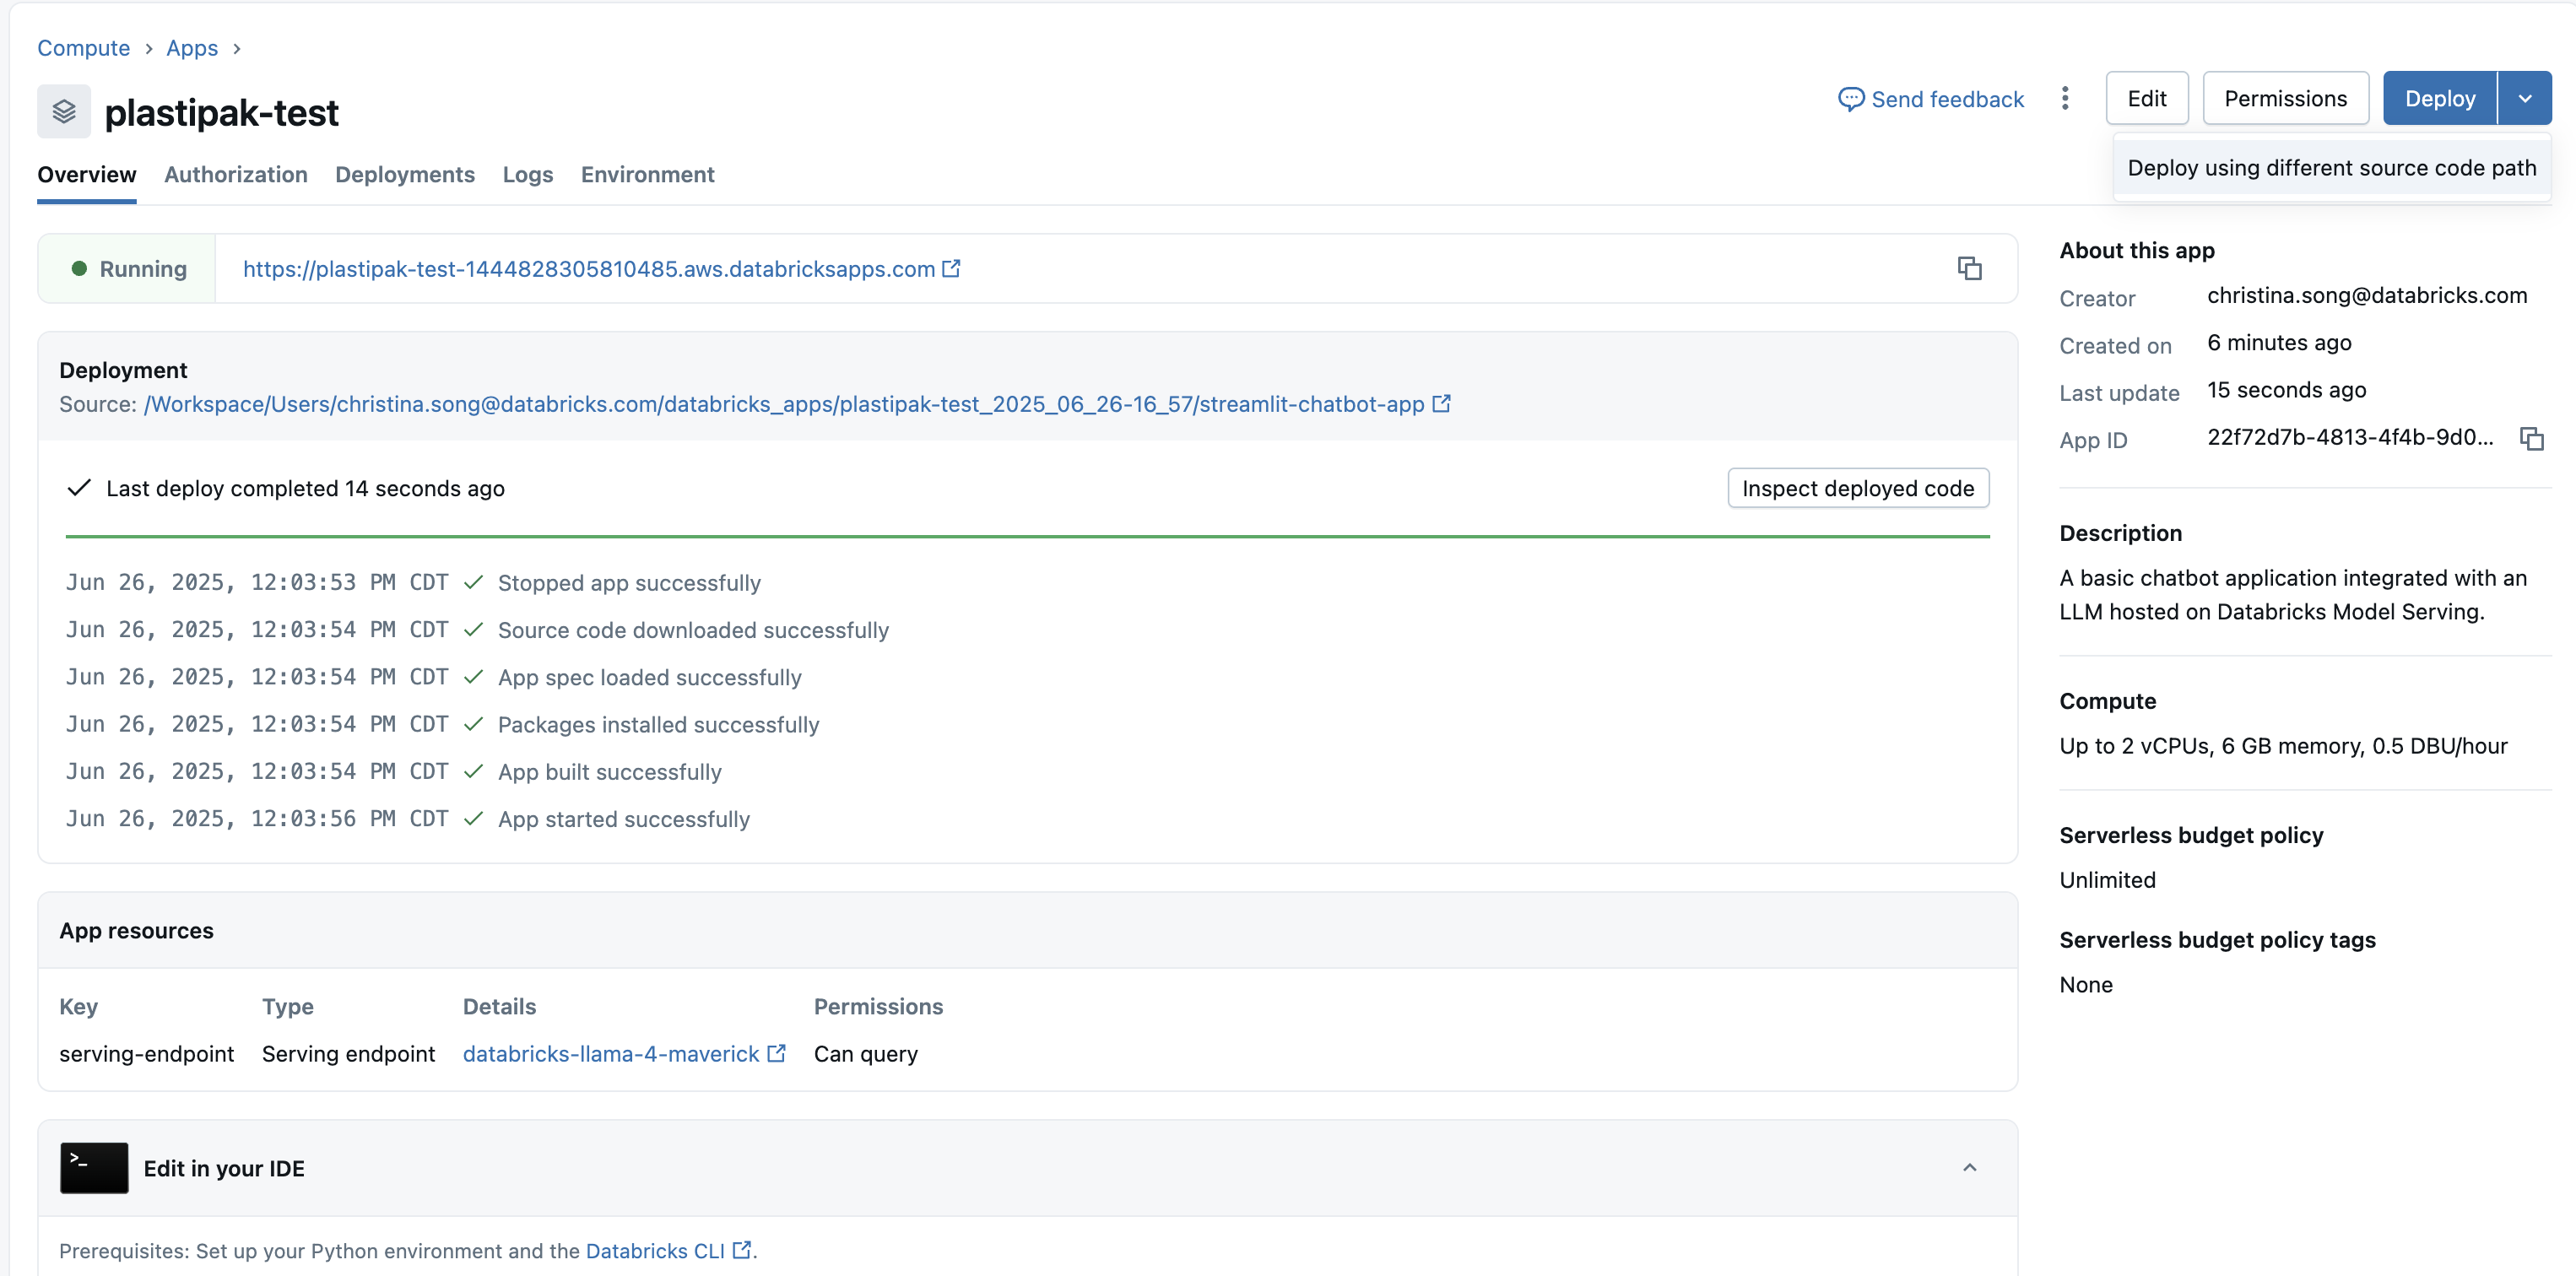 Compute > Apps >
plastipak-test
Send feedback
Edit
Permissions
Deploy
Deploy using different source code path
Overview Authorization Deployments Logs Environment
Running
https://plastipak-test-1444828305810485.aws.databricksapps.com
Deployment
Source: /Workspace/Users/christina.song@databricks.com/databricks_apps/plastipak-test_2025_06_26-16_57/streamlit-chatbot-app
Last deploy completed 14 seconds ago
Inspect deployed code
Jun 26, 2025, 12:03:53 PM CDT Stopped app successfully
Jun 26, 2025, 12:03:54 PM CDT Source code downloaded successfully
Jun 26, 2025, 12:03:54 PM CDT App spec loaded successfully
Jun 26, 2025, 12:03:54 PM CDT Packages installed successfully
Jun 26, 2025, 12:03:54 PM CDT App built successfully
Jun 26, 2025, 12:03:56 PM CDT App started successfully
App resources
Key Type Details Permissions
serving-endpoint Serving endpoint databricks-llama-4-maverick Can query
>_
Edit in your IDE
Prerequisites: Set up your Python environment and the Databricks CLI.
About this app
Creator christina.song@databricks.com
Created on 6 minutes ago
Last update 15 seconds ago
App ID 22f72d7b-4813-4f4b-9d0...
Description
A basic chatbot application integrated with an
LLM hosted on Databricks Model Serving.
Compute
Up to 2 vCPUs, 6 GB memory, 0.5 DBU/hour
Serverless budget policy
Unlimited
Serverless budget policy tags
None